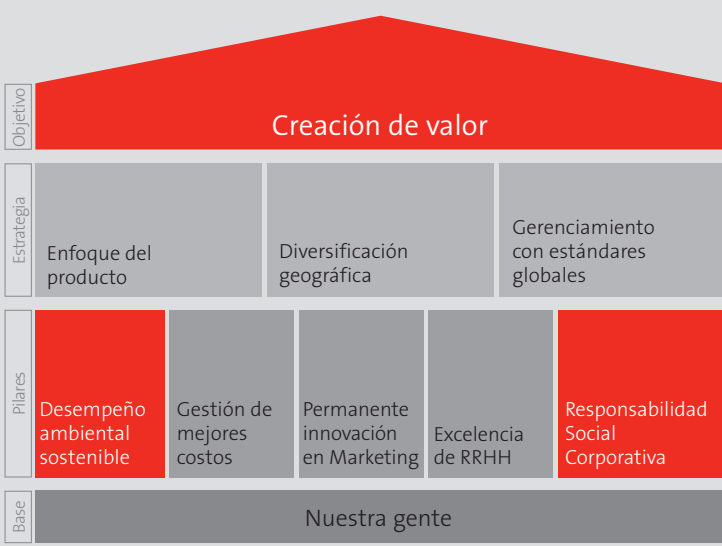 Objetivo
Creación de valor
Estrategia
Enfoque del
producto
Diversificación
geográfica
Gerenciamiento
con estándares
globales
Pilares
Desempeño
ambiental
sostenible
Gestión de
mejores
costos
Permanente
innovación
en Marketing
Excelencia
de RRHH
Responsabilidad
Social
Corporativa
Base
Nuestra gente